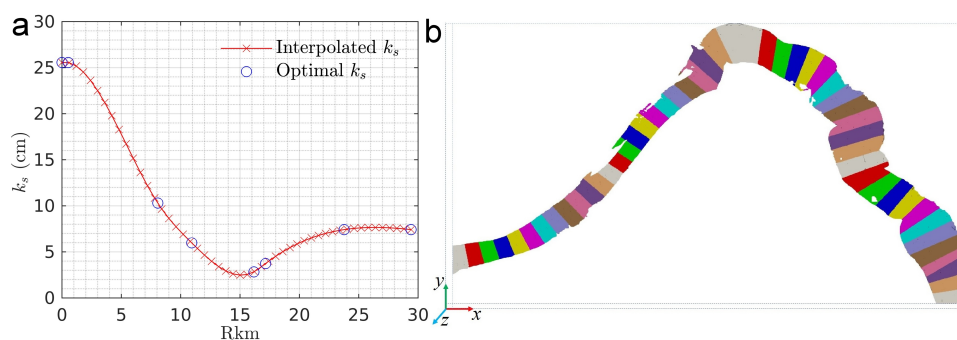 a
30
25
20
15
10
5
0
k_s (cm)
0 5 10 15 20 25 30
Rkm
Interpolated k_s
Optimal k_s
b
y
z
x